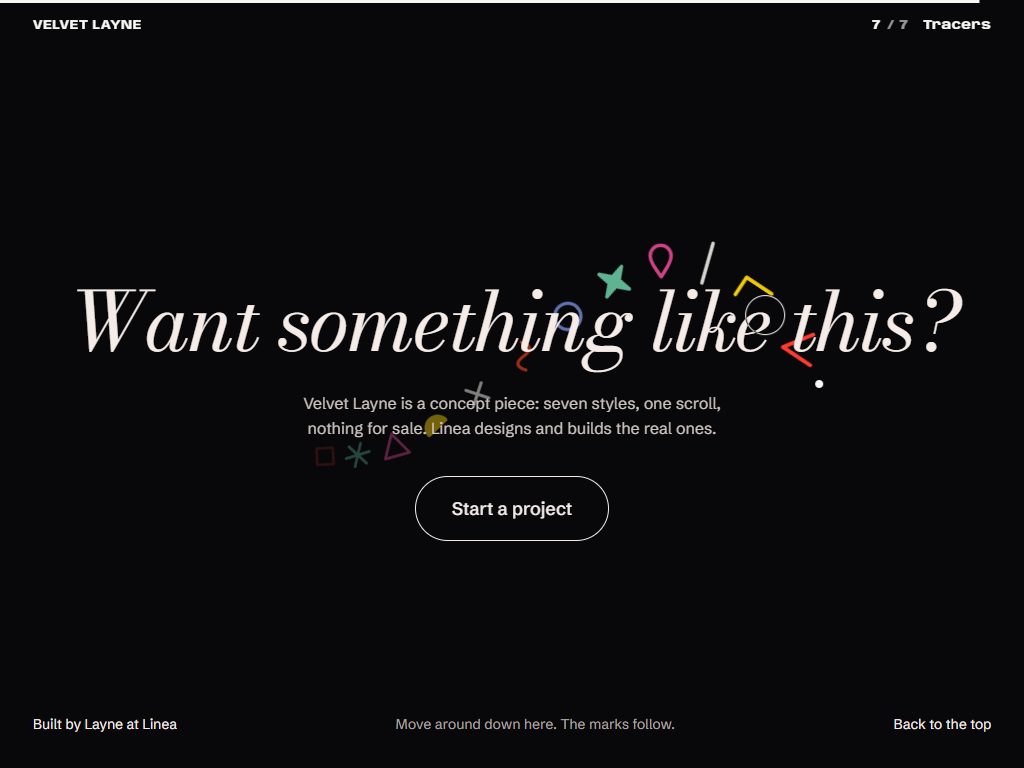 VELVET LAYNE
7 / 7 Tracers
Want something like this?
Velvet Layne is a concept piece: seven styles, one scroll,
nothing for sale. Linea designs and builds the real ones.
Start a project
Built by Layne at Linea
Move around down here. The marks follow.
Back to the top